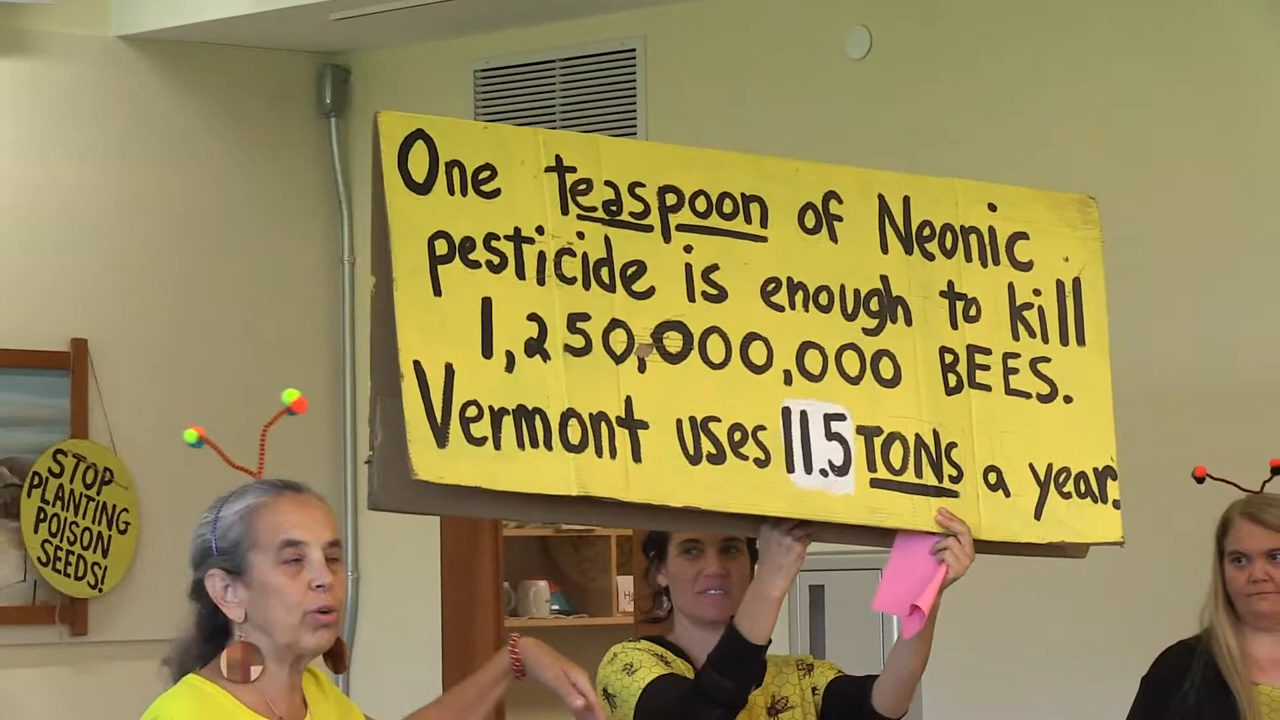 One teaspoon of Neonic
pesticide is enough to kill
1,250,000,000 BEES.
Vermont uses 11.5 TONS a year.
STOP
PLANTING
POISON
SEEDS!